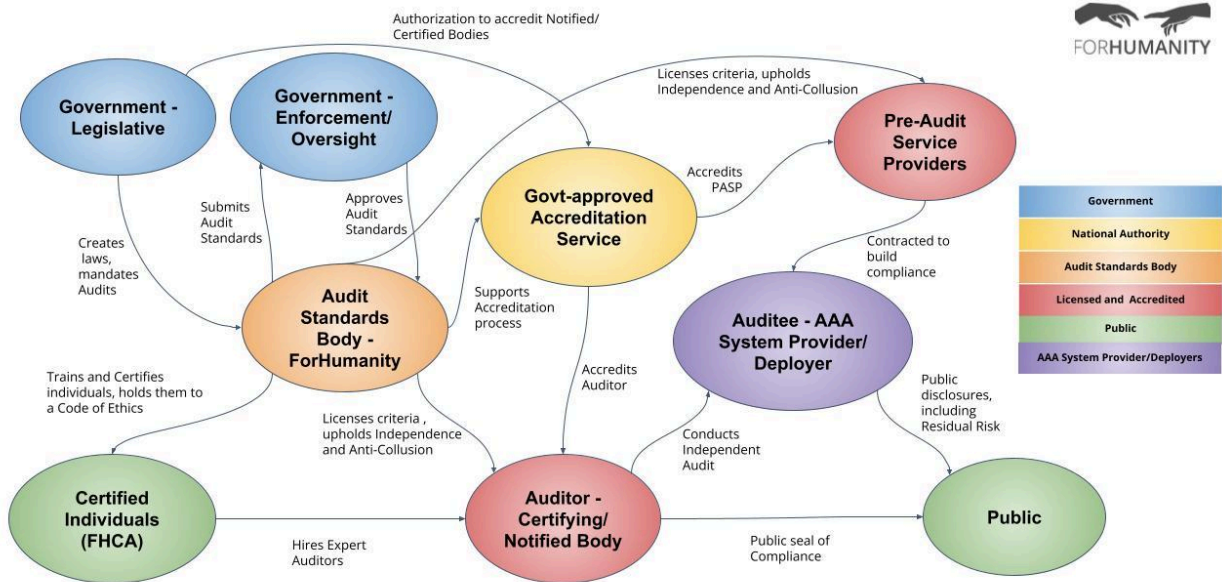 Authorization to accredit Notified/
Certified Bodies
FORHUMANITY
Government -
Legislative
Government -
Enforcement/
Oversight
Licenses criteria, upholds
Independence and Anti-Collusion
Pre-Audit
Service
Providers
Submits
Audit
Standards
Approves
Audit
Standards
Govt-approved
Accreditation
Service
Accredits
PASP
Creates
laws,
mandates
Audits
Contracted to
build
compliance
Government
National Authority
Audit Standards Body
Licensed and Accredited
Public
AAA System Provider/Deployers
Audit
Standards
Body -
ForHumanity
Supports
Accreditation
process
Auditee - AAA
System Provider/
Deployer
Trains and Certifies
individuals, holds them to
a Code of Ethics
Licenses criteria ,
upholds Independence
and Anti-Collusion
Accredits
Auditor
Conducts
Independent
Audit
Public
disclosures,
including
Residual Risk
Certified
Individuals
(FHCA)
Hires Expert
Auditors
Auditor -
Certifying/
Notified Body
Public seal of
Compliance
Public